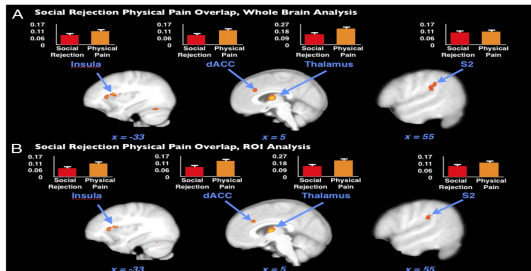 A Social Rejection Physical Pain Overlap, Whole Brain Analysis
0.17 0.17 0.27 0.17
0.11 0.11 0.18 0.11
0.06 0.06 0.09 0.06
0 0 0 0
Social Physical Social Physical Social Physical Social Physical
Rejection Pain Rejection Pain Rejection Pain Rejection Pain
Insula dACC Thalamus S2
x = -33 x = 5 x = 55
B Social Rejection Physical Pain Overlap, ROI Analysis
0.17 0.17 0.27 0.17
0.11 0.11 0.18 0.11
0.06 0.06 0.09 0.06
0 0 0 0
Social Physical Social Physical Social Physical Social Physical
Rejection Pain Rejection Pain Rejection Pain Rejection Pain
Insula dACC Thalamus S2
x = -33 x = 5 x = 55